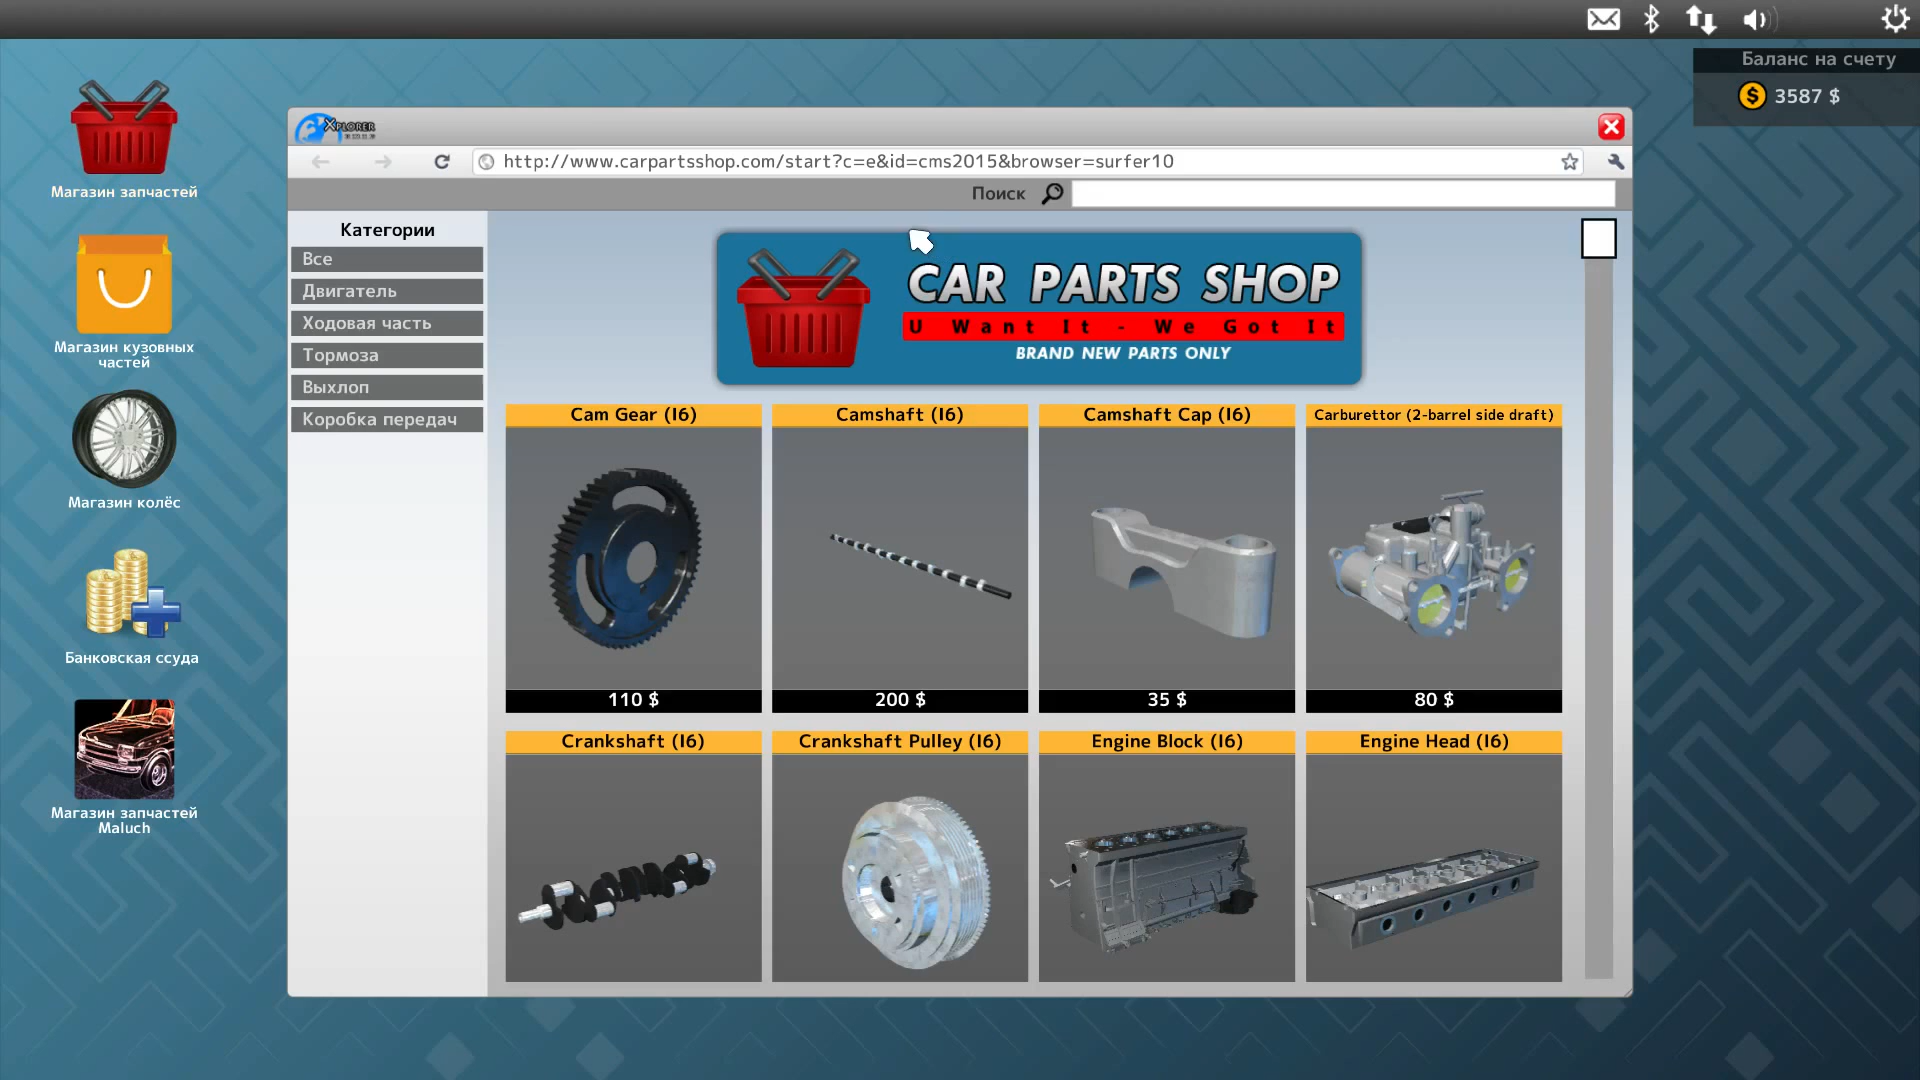 Баланс на счету
3587 $
Магазин запчастей
Магазин кузовных
частей
Магазин колёс
Банковская ссуда
Магазин запчастей
Maluch
XPLORER
http://www.carpartsshop.com/start?c=e&id=cms2015&browser=surfer10
Поиск
Категории
Все
Двигатель
Ходовая часть
Тормоза
Выхлоп
Коробка передач
CAR PARTS SHOP
U Want It - We Got It
BRAND NEW PARTS ONLY
Cam Gear (I6)
Camshaft (I6)
Camshaft Cap (I6)
Carburettor (2-barrel side draft)
110 $
200 $
35 $
80 $
Crankshaft (I6)
Crankshaft Pulley (I6)
Engine Block (I6)
Engine Head (I6)